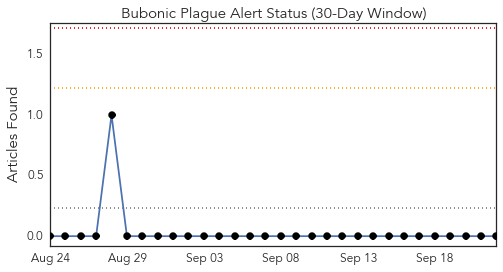 Bubonic Plague Alert Status (30-Day Window)
Articles Found
1.5
1.0
0.5
0.0
Aug 24 Aug 29 Sep 03 Sep 08 Sep 13 Sep 18